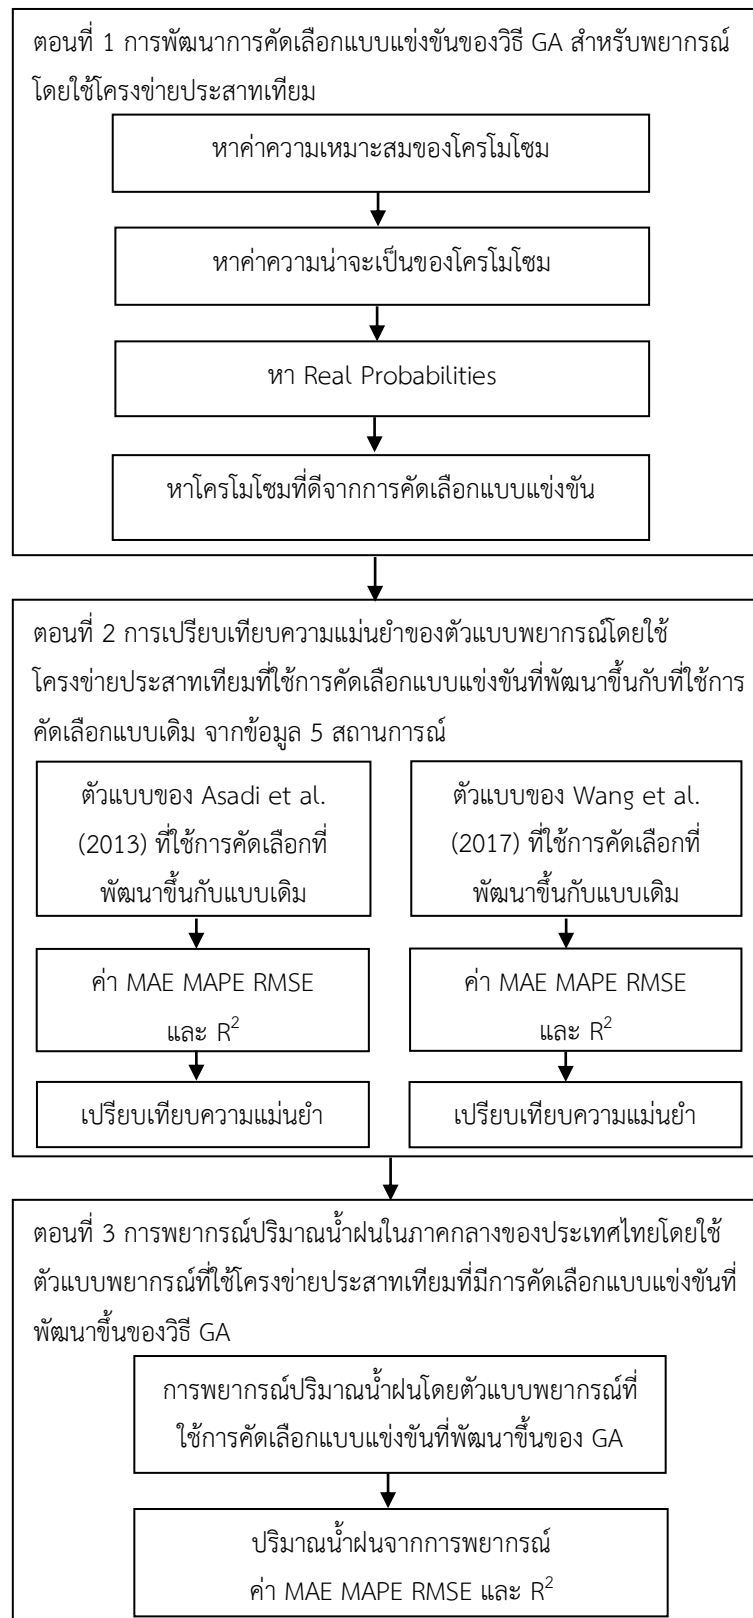 ตอนที่ 1 การพัฒนาการคัดเลือกแบบแข่งขันของวิธี GA สำหรับพยากรณ์
โดยใช้โครงข่ายประสาทเทียม
หาค่าความเหมาะสมของโครโมโซม
หาค่าความน่าจะเป็นของโครโมโซม
หา Real Probabilities
หาโครโมโซมที่ดีจากการคัดเลือกแบบแข่งขัน
ตอนที่ 2 การเปรียบเทียบความแม่นยำของตัวแบบพยากรณ์โดยใช้
โครงข่ายประสาทเทียมที่ใช้การคัดเลือกแบบแข่งขันที่พัฒนาขึ้นกับที่ใช้การ
คัดเลือกแบบเดิม จากข้อมูล 5 สถานการณ์
ตัวแบบของ Asadi et al.
(2013) ที่ใช้การคัดเลือกที่
พัฒนาขึ้นกับแบบเดิม
ค่า MAE MAPE RMSE
และ R²
เปรียบเทียบความแม่นยำ
ตัวแบบของ Wang et al.
(2017) ที่ใช้การคัดเลือกที่
พัฒนาขึ้นกับแบบเดิม
ค่า MAE MAPE RMSE
และ R²
เปรียบเทียบความแม่นยำ
ตอนที่ 3 การพยากรณ์ปริมาณน้ำฝนในภาคกลางของประเทศไทยโดยใช้
ตัวแบบพยากรณ์ที่ใช้โครงข่ายประสาทเทียมที่มีการคัดเลือกแบบแข่งขันที่
พัฒนาขึ้นของวิธี GA
การพยากรณ์ปริมาณน้ำฝนโดยตัวแบบพยากรณ์ที่
ใช้การคัดเลือกแบบแข่งขันที่พัฒนาขึ้นของ GA
ปริมาณน้ำฝนจากการพยากรณ์
ค่า MAE MAPE RMSE และ R²